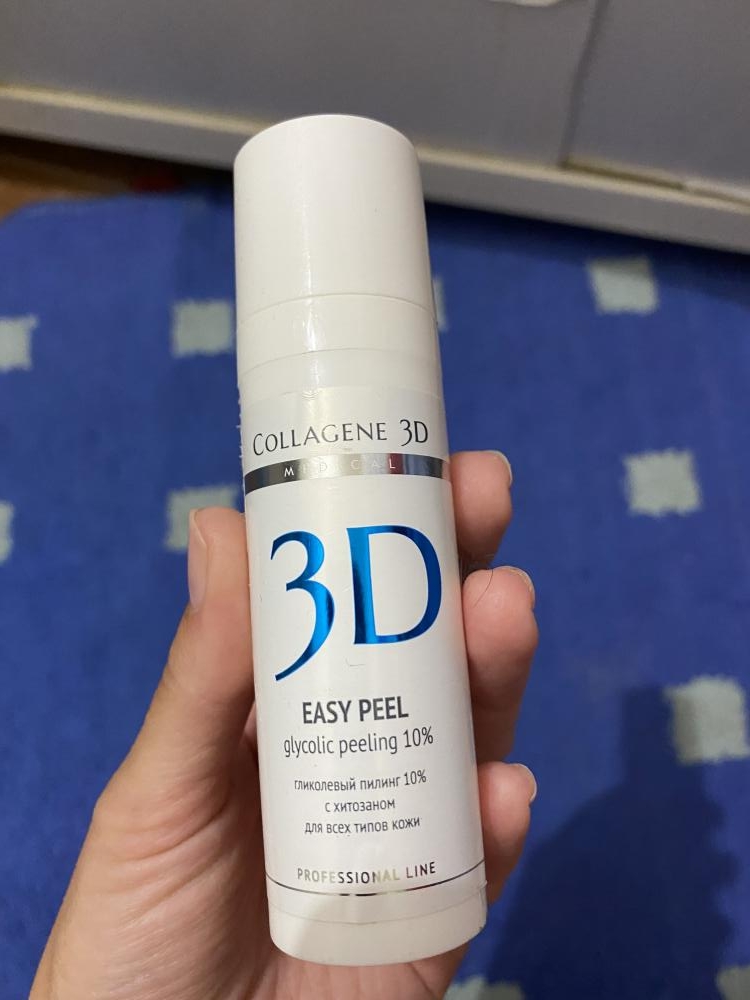 COLLAGENE 3D
MEDICAL
3D
EASY PEEL
glycolic peeling 10%
гликолевый пилинг 10%
с хитозаном
для всех типов кожи
PROFESSIONAL LINE